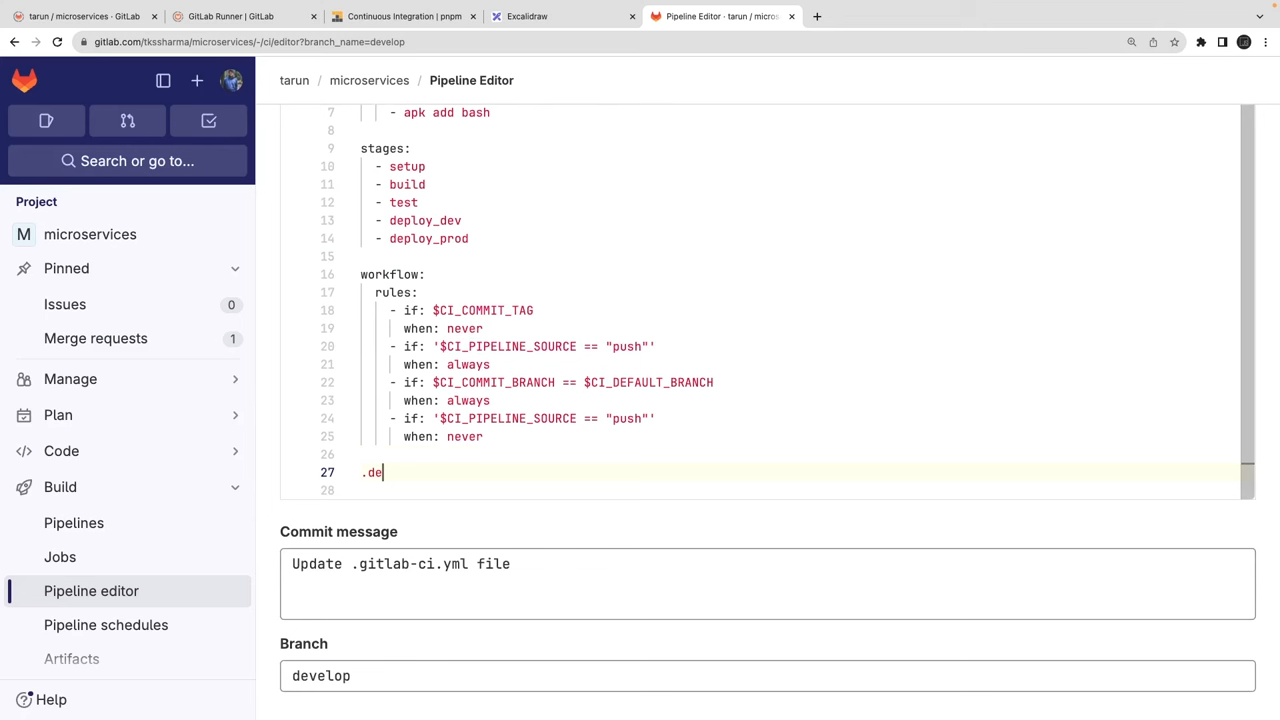 tarun / microservices · GitLab
GitLab Runner | GitLab
Continuous Integration | pnpm
Excalidraw
Pipeline Editor · tarun / micros
gitlab.com/tkssharma/microservices/-/ci/editor?branch_name=develop
tarun / microservices / Pipeline Editor
Search or go to...
Project
M microservices
Pinned
Issues 0
Merge requests 1
Manage
Plan
Code
Build
Pipelines
Jobs
Pipeline editor
Pipeline schedules
Artifacts
Help
7 - apk add bash
8
9 stages:
10 - setup
11 - build
12 - test
13 - deploy_dev
14 - deploy_prod
15
16 workflow:
17 rules:
18 - if: $CI_COMMIT_TAG
19 when: never
20 - if: '$CI_PIPELINE_SOURCE == "push"'
21 when: always
22 - if: $CI_COMMIT_BRANCH == $CI_DEFAULT_BRANCH
23 when: always
24 - if: '$CI_PIPELINE_SOURCE == "push"'
25 when: never
26
27 .de
28
Commit message
Update .gitlab-ci.yml file
Branch
develop